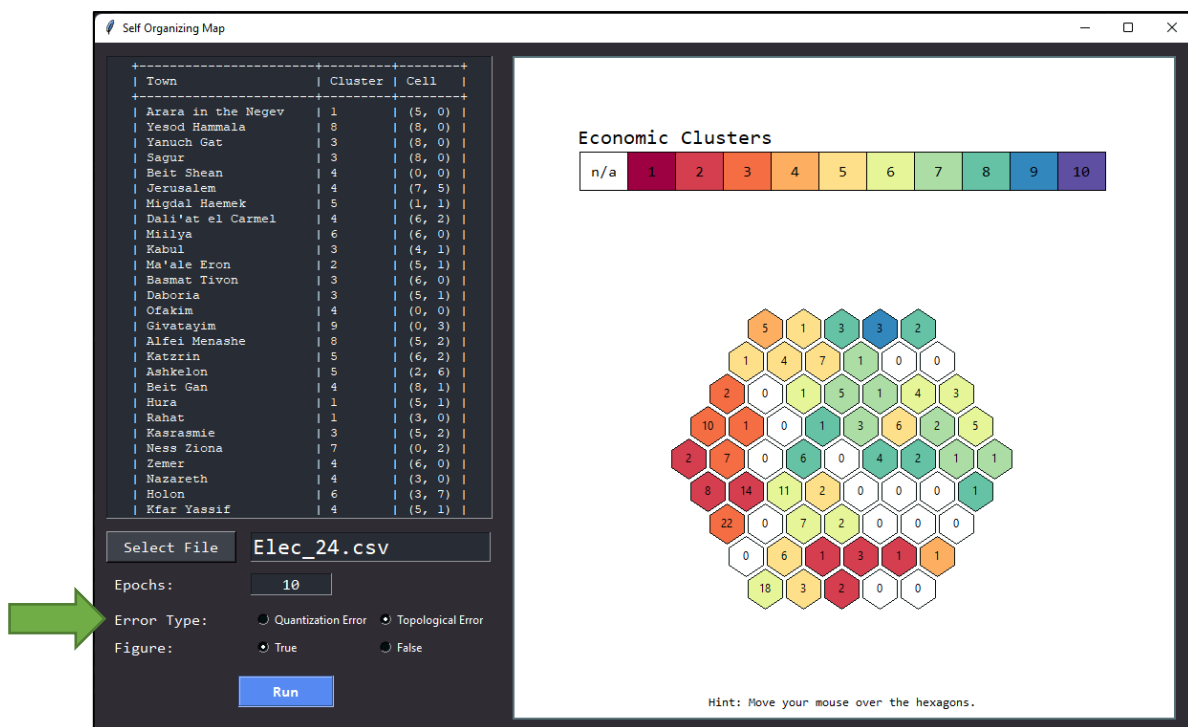 Self Organizing Map
| Town | Cluster | Cell |
| Arara in the Negev | 1 | (5, 0) |
| Yesod Hammala | 8 | (8, 0) |
| Yanuch Gat | 3 | (8, 0) |
| Sagur | 3 | (8, 0) |
| Beit Shean | 4 | (0, 0) |
| Jerusalem | 4 | (7, 5) |
| Migdal Haemek | 5 | (1, 1) |
| Dali'at el Carmel | 4 | (6, 2) |
| Miilya | 6 | (6, 0) |
| Kabul | 3 | (4, 1) |
| Ma'ale Eron | 2 | (5, 1) |
| Basmat Tivon | 3 | (6, 0) |
| Daboria | 3 | (5, 1) |
| Ofakim | 4 | (0, 0) |
| Givatayim | 9 | (0, 3) |
| Alfei Menashe | 8 | (5, 2) |
| Katzrin | 5 | (6, 2) |
| Ashkelon | 5 | (2, 6) |
| Beit Gan | 4 | (8, 1) |
| Hura | 1 | (5, 1) |
| Rahat | 1 | (3, 0) |
| Kasrasmie | 3 | (5, 2) |
| Ness Ziona | 7 | (0, 2) |
| Zemer | 4 | (6, 0) |
| Nazareth | 4 | (3, 0) |
| Holon | 6 | (3, 7) |
| Kfar Yassif | 4 | (5, 1) |
Select File Elec_24.csv
Epochs: 10
Error Type: Quantization Error Topological Error
Figure: True False
Run
Economic Clusters
n/a 1 2 3 4 5 6 7 8 9 10
5 1 3 3 2
1 4 7 1 0 0
2 0 1 5 1 4 3
10 1 0 1 3 6 2 5
2 7 0 6 0 4 2 1 1
8 14 11 2 0 0 0 1
22 0 7 2 0 0 0
0 6 1 3 1 1
18 3 2 0 0
Hint: Move your mouse over the hexagons.